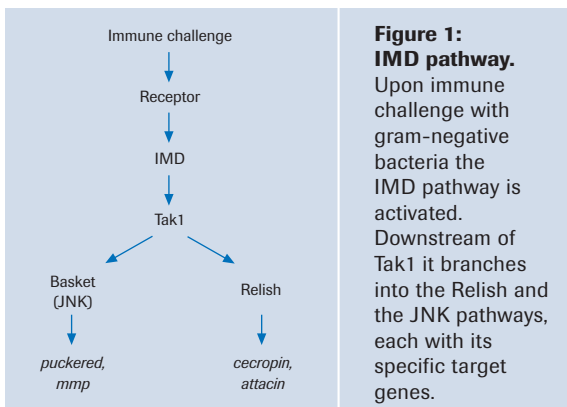 Immune challenge
Receptor
IMD
Tak1
Basket
(JNK)
Relish
puckered,
mmp
cecropin,
attacin
Figure 1:
IMD pathway.
Upon immune
challenge with
gram-negative
bacteria the
IMD pathway is
activated.
Downstream of
Tak1 it branches
into the Relish and
the JNK pathways,
each with its
specific target
genes.